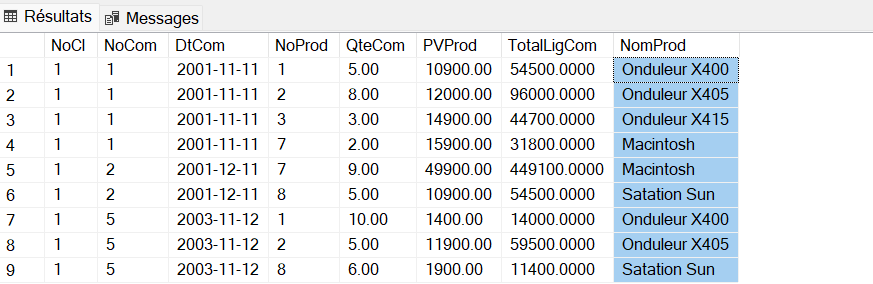 Résultats Messages
NoCl NoCom DtCom NoProd QteCom PVProd TotalLigCom NomProd
1 1 1 2001-11-11 1 5.00 10900.00 54500.0000 Onduleur X400
2 1 1 2001-11-11 2 8.00 12000.00 96000.0000 Onduleur X405
3 1 1 2001-11-11 3 3.00 14900.00 44700.0000 Onduleur X415
4 1 1 2001-11-11 7 2.00 15900.00 31800.0000 Macintosh
5 1 2 2001-12-11 7 9.00 49900.00 449100.0000 Macintosh
6 1 2 2001-12-11 8 5.00 10900.00 54500.0000 Satation Sun
7 1 5 2003-11-12 1 10.00 1400.00 14000.0000 Onduleur X400
8 1 5 2003-11-12 2 5.00 11900.00 59500.0000 Onduleur X405
9 1 5 2003-11-12 8 6.00 1900.00 11400.0000 Satation Sun